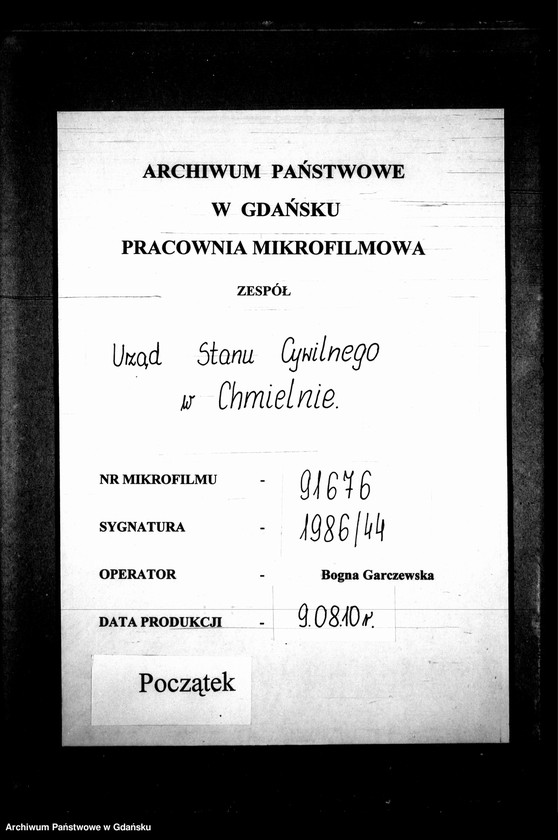 ARCHIWUM PAŃSTWOWE
W GDAŃSKU
PRACOWNIA MIKROFILMOWA
ZESPÓŁ
Urząd Stanu Cywilnego
w Chmielnie.
NR MIKROFILMU - 91676
SYGNATURA - 1986/44
OPERATOR - Bogna Garczewska
DATA PRODUKCJI - 9.08.10r.
Początek
Archiwum Państwowe w Gdańsku